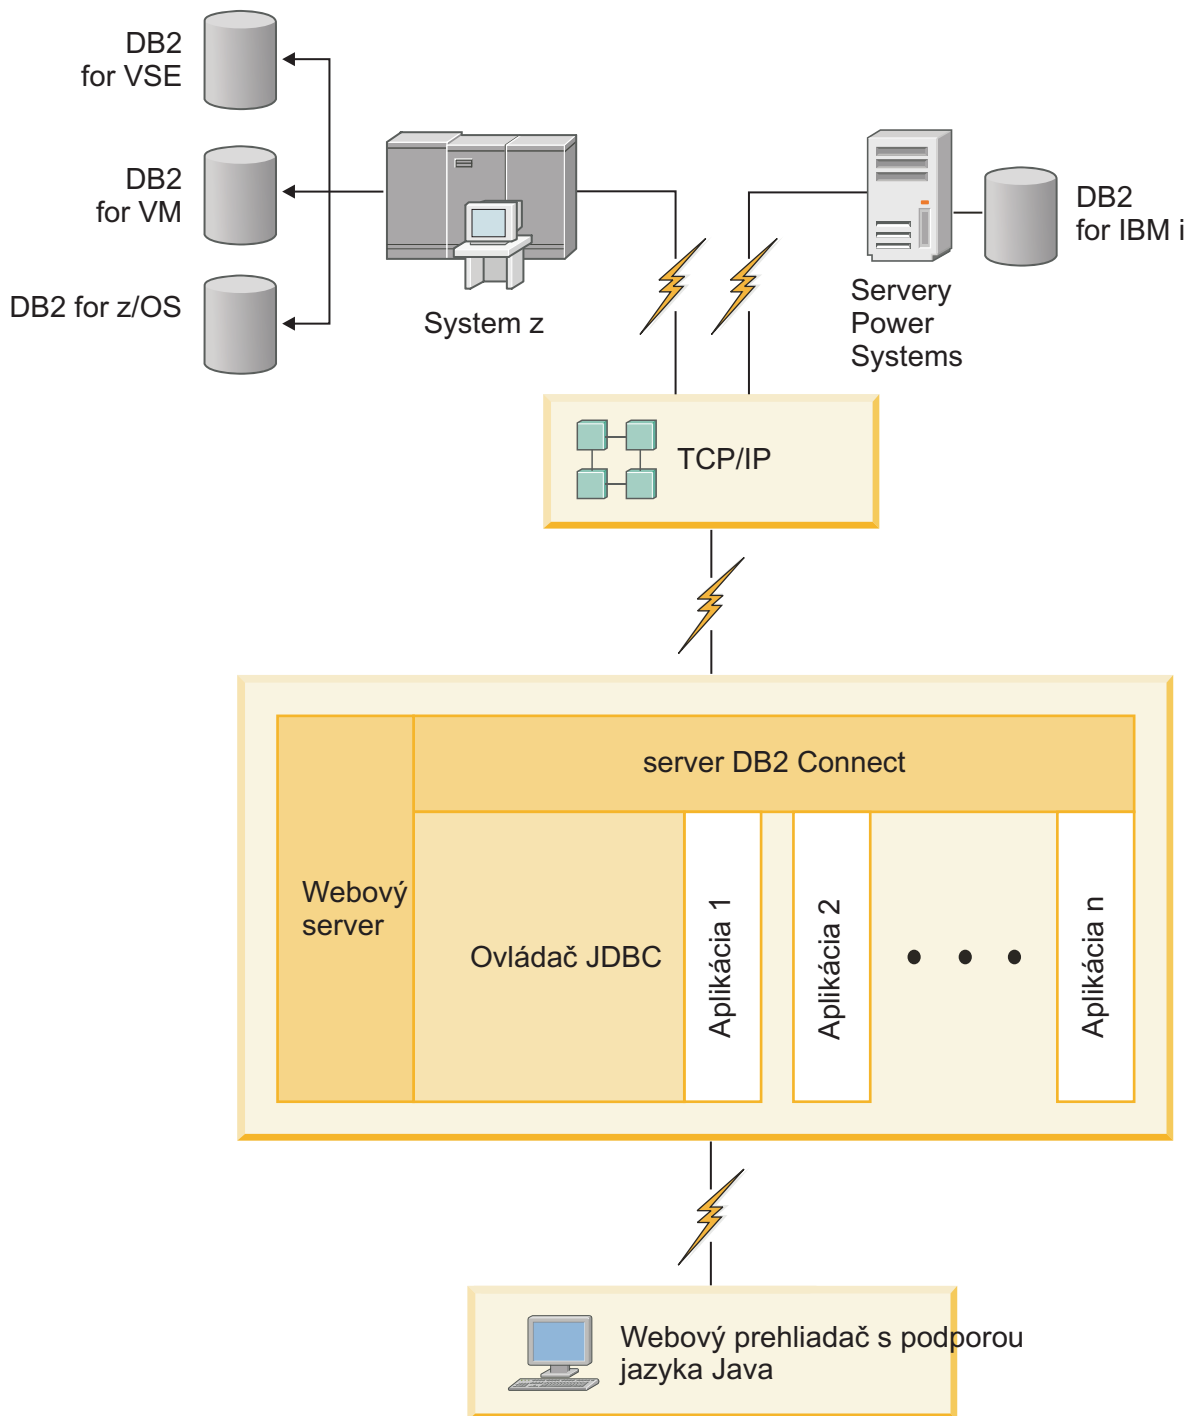 DB2
for VSE
DB2
for VM
DB2 for z/OS
System z
Servery
Power
Systems
DB2
for IBM i
TCP/IP
server DB2 Connect
Webový
server
Ovládač JDBC
Aplikácia 1
Aplikácia 2
Aplikácia n
Webový prehliadač s podporou
jazyka Java